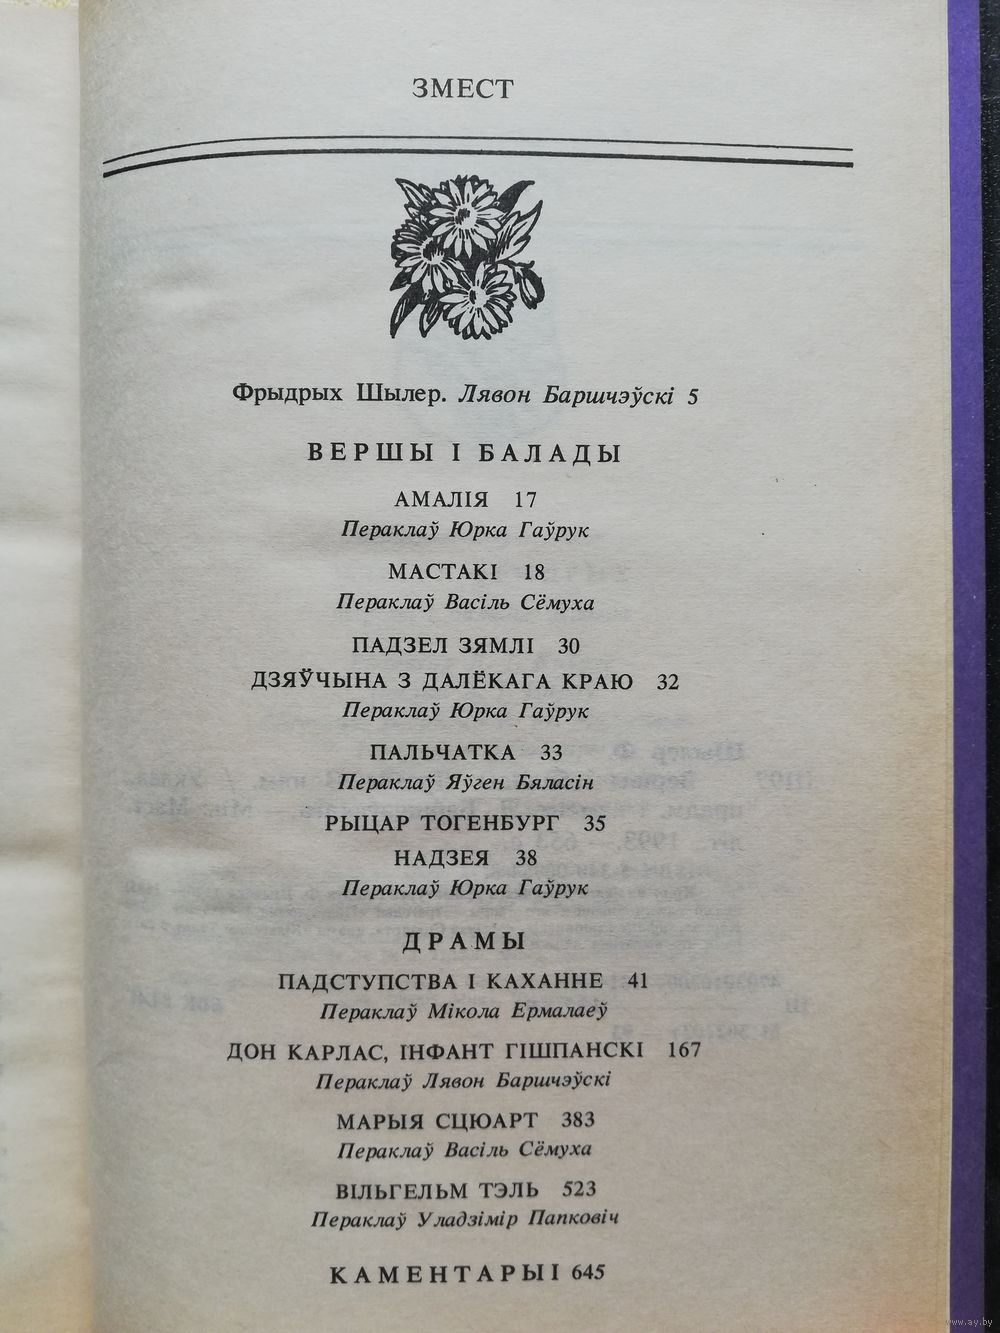 ЗМЕСТ
Фрыдрых Шылер. Лявон Баршчэўскі 5
ВЕРШЫ І БАЛАДЫ
АМАЛІЯ 17
Пераклаў Юрка Гаўрук
МАСТАКІ 18
Пераклаў Васіль Сёмуха
ПАДЗЕЛ ЗЯМЛІ 30
ДЗЯЎЧЫНА З ДАЛЁКАГА КРАЮ 32
Пераклаў Юрка Гаўрук
ПАЛЬЧАТКА 33
Пераклаў Яўген Бяласін
РЫЦАР ТОГЕНБУРГ 35
НАДЗЕЯ 38
Пераклаў Юрка Гаўрук
ДРАМЫ
ПАДСТУПСТВА І КАХАННЕ 41
Пераклаў Мікола Ермалаеў
ДОН КАРЛАС, ІНФАНТ ГІШПАНСКІ 167
Пераклаў Лявон Баршчэўскі
МАРЫЯ СЦЮАРТ 383
Пераклаў Васіль Сёмуха
ВІЛЬГЕЛЬМ ТЭЛЬ 523
Пераклаў Уладзімір Папковіч
КАМЕНТАРЫІ 645
www.ay.by